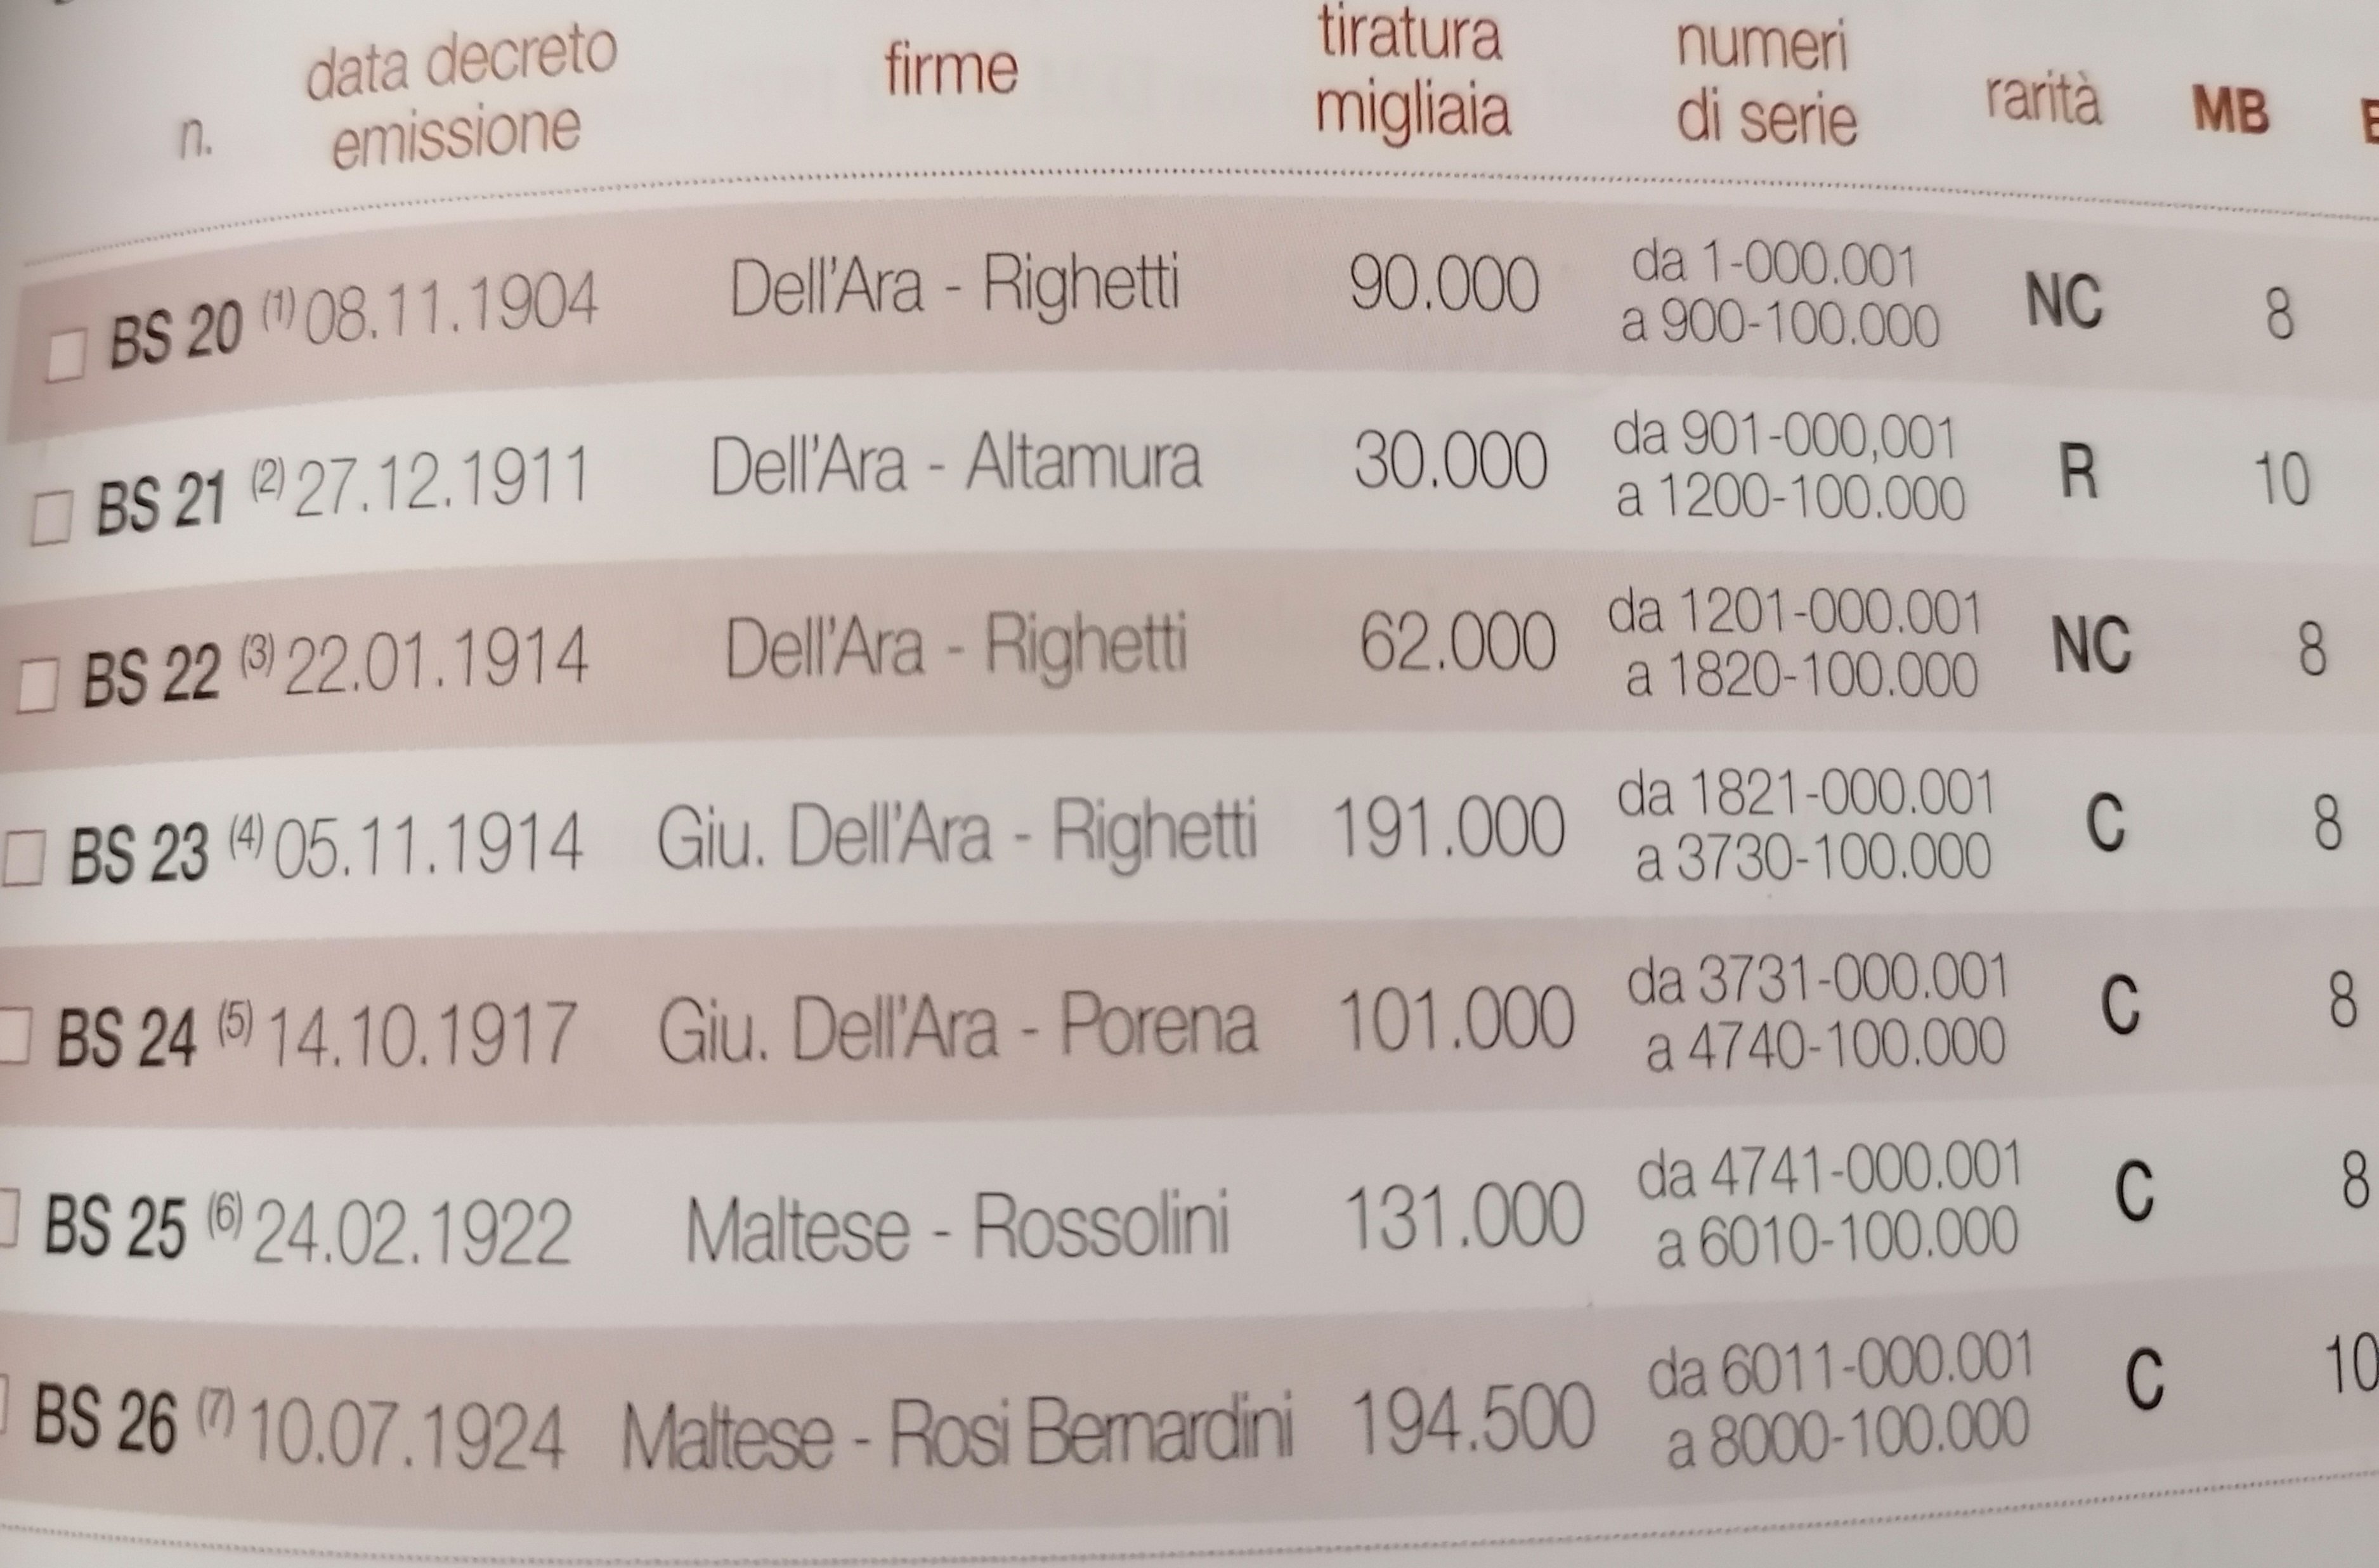 n. data decreto emissione firme tiratura migliaia numeri di serie rarità MB
BS 20 (1) 08.11.1904 Dell'Ara - Righetti 90.000 da 1-000.001 a 900-100.000 NC 8
BS 21 (2) 27.12.1911 Dell'Ara - Altamura 30.000 da 901-000,001 a 1200-100.000 R 10
BS 22 (3) 22.01.1914 Dell'Ara - Righetti 62.000 da 1201-000.001 a 1820-100.000 NC 8
BS 23 (4) 05.11.1914 Giu. Dell'Ara - Righetti 191.000 da 1821-000.001 a 3730-100.000 C 8
BS 24 (5) 14.10.1917 Giu. Dell'Ara - Porena 101.000 da 3731-000.001 a 4740-100.000 C 8
BS 25 (6) 24.02.1922 Maltese - Rossolini 131.000 da 4741-000.001 a 6010-100.000 C 8
BS 26 (7) 10.07.1924 Maltese - Rosi Bernardini 194.500 da 6011-000.001 a 8000-100.000 C 10